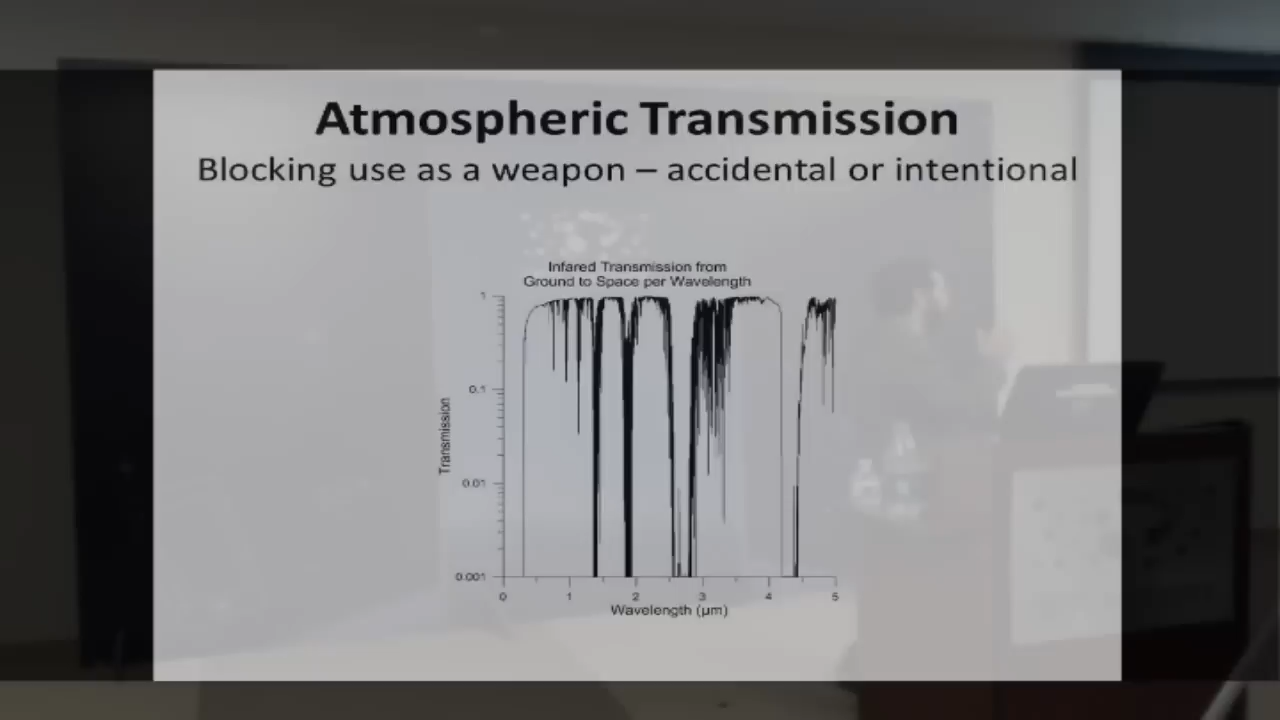 Atmospheric Transmission
Blocking use as a weapon – accidental or intentional
Infared Transmission from
Ground to Space per Wavelength
1
0.1
0.01
0.001
Transmission
0 1 2 3 4 5
Wavelength (µm)